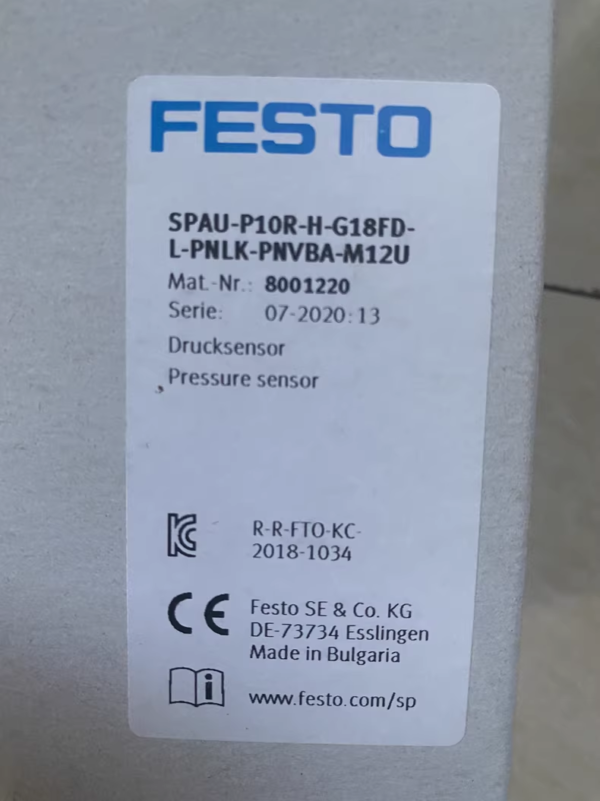 FESTO
SPAU-P10R-H-G18FD-
L-PNLK-PNVBA-M12U
Mat.-Nr.: 8001220
Serie: 07-2020:13
Drucksensor
Pressure sensor
R-R-FTO-KC-
2018-1034
CE Festo SE & Co. KG
DE-73734 Esslingen
Made in Bulgaria
www.festo.com/sp